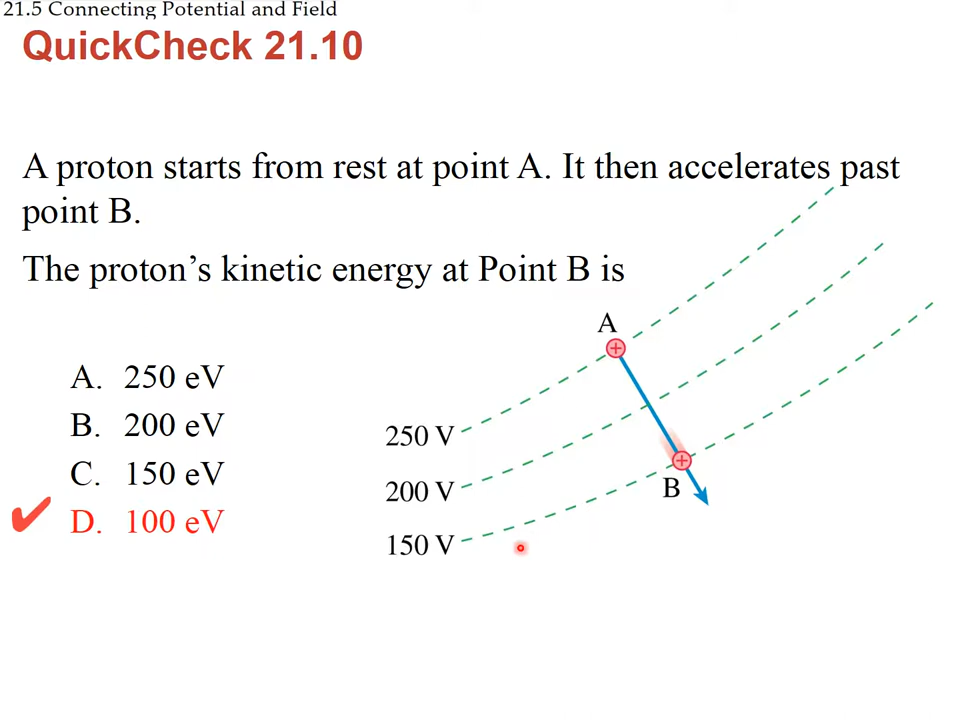 21.5 Connecting Potential and Field
QuickCheck 21.10
A proton starts from rest at point A. It then accelerates past
point B.
The proton’s kinetic energy at Point B is
A. 250 eV
B. 200 eV
C. 150 eV
✔ D. 100 eV
A
+
250 V
+
200 V
B
150 V